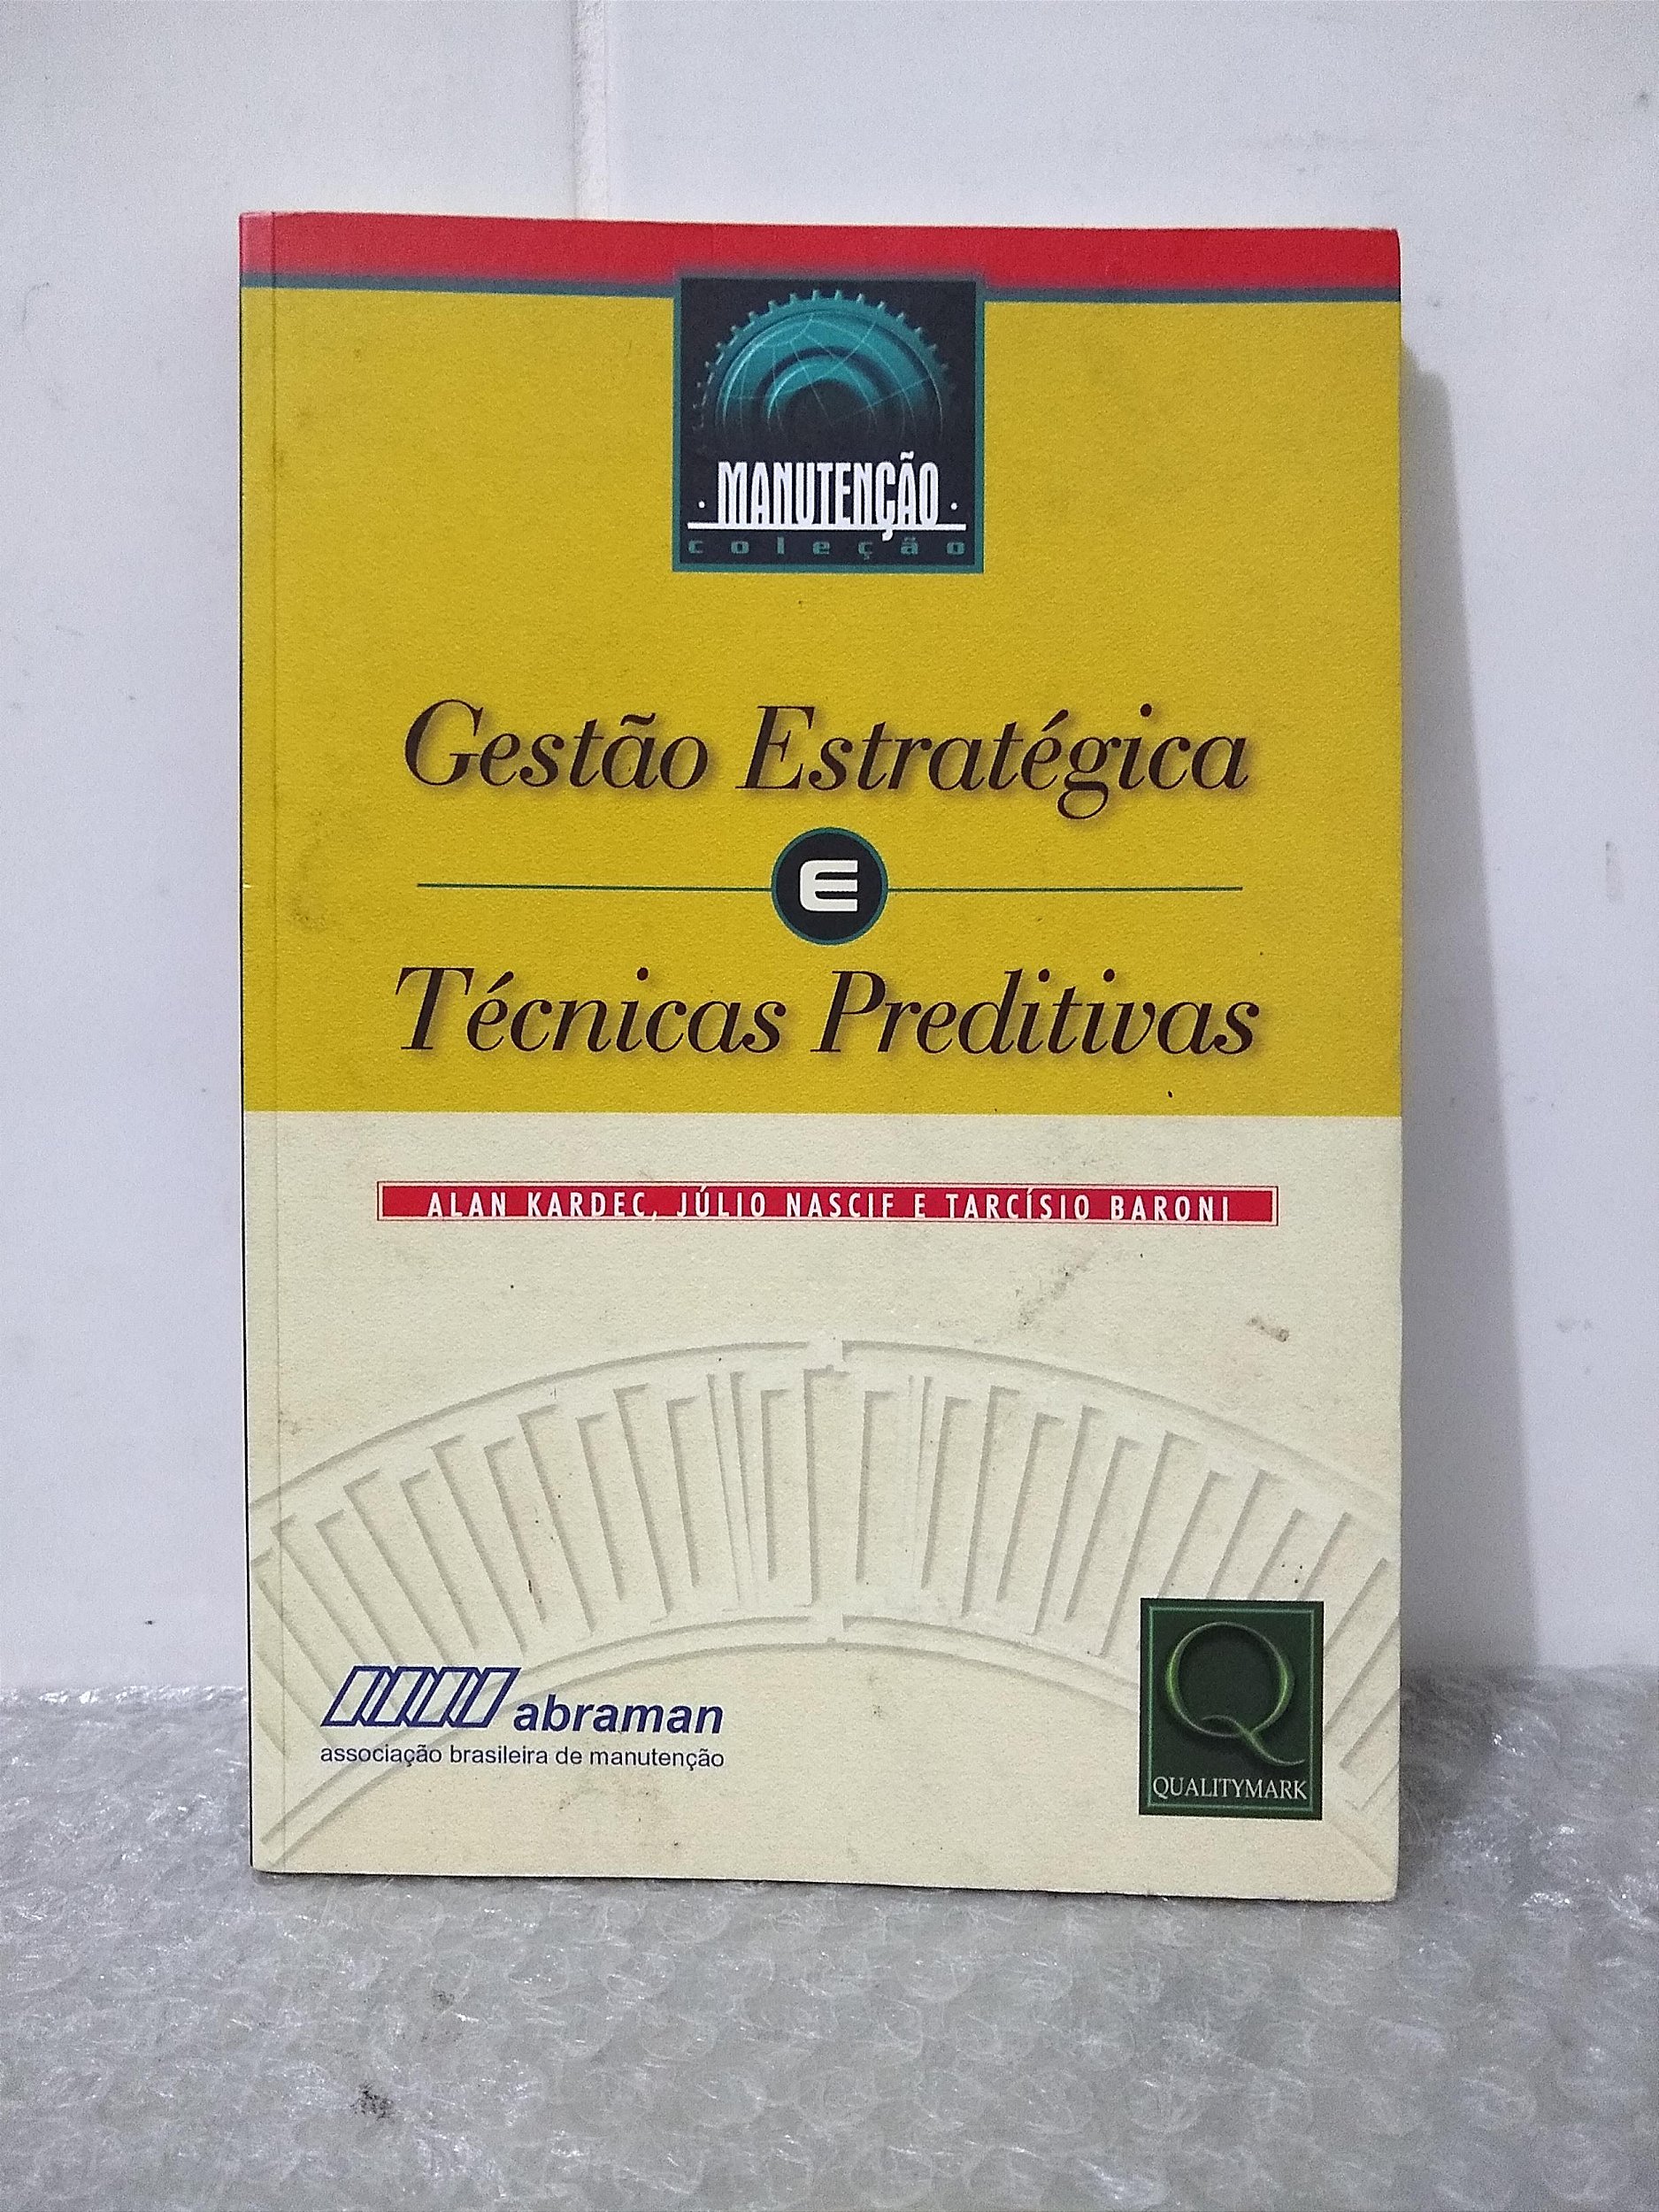 · MANUTENÇÃO ·
coleção
Gestão Estratégica
E
Técnicas Preditivas
ALAN KARDEC, JÚLIO NASCIF E TARCÍSIO BARONI
abraman
associação brasileira de manutenção
Q
QUALITYMARK